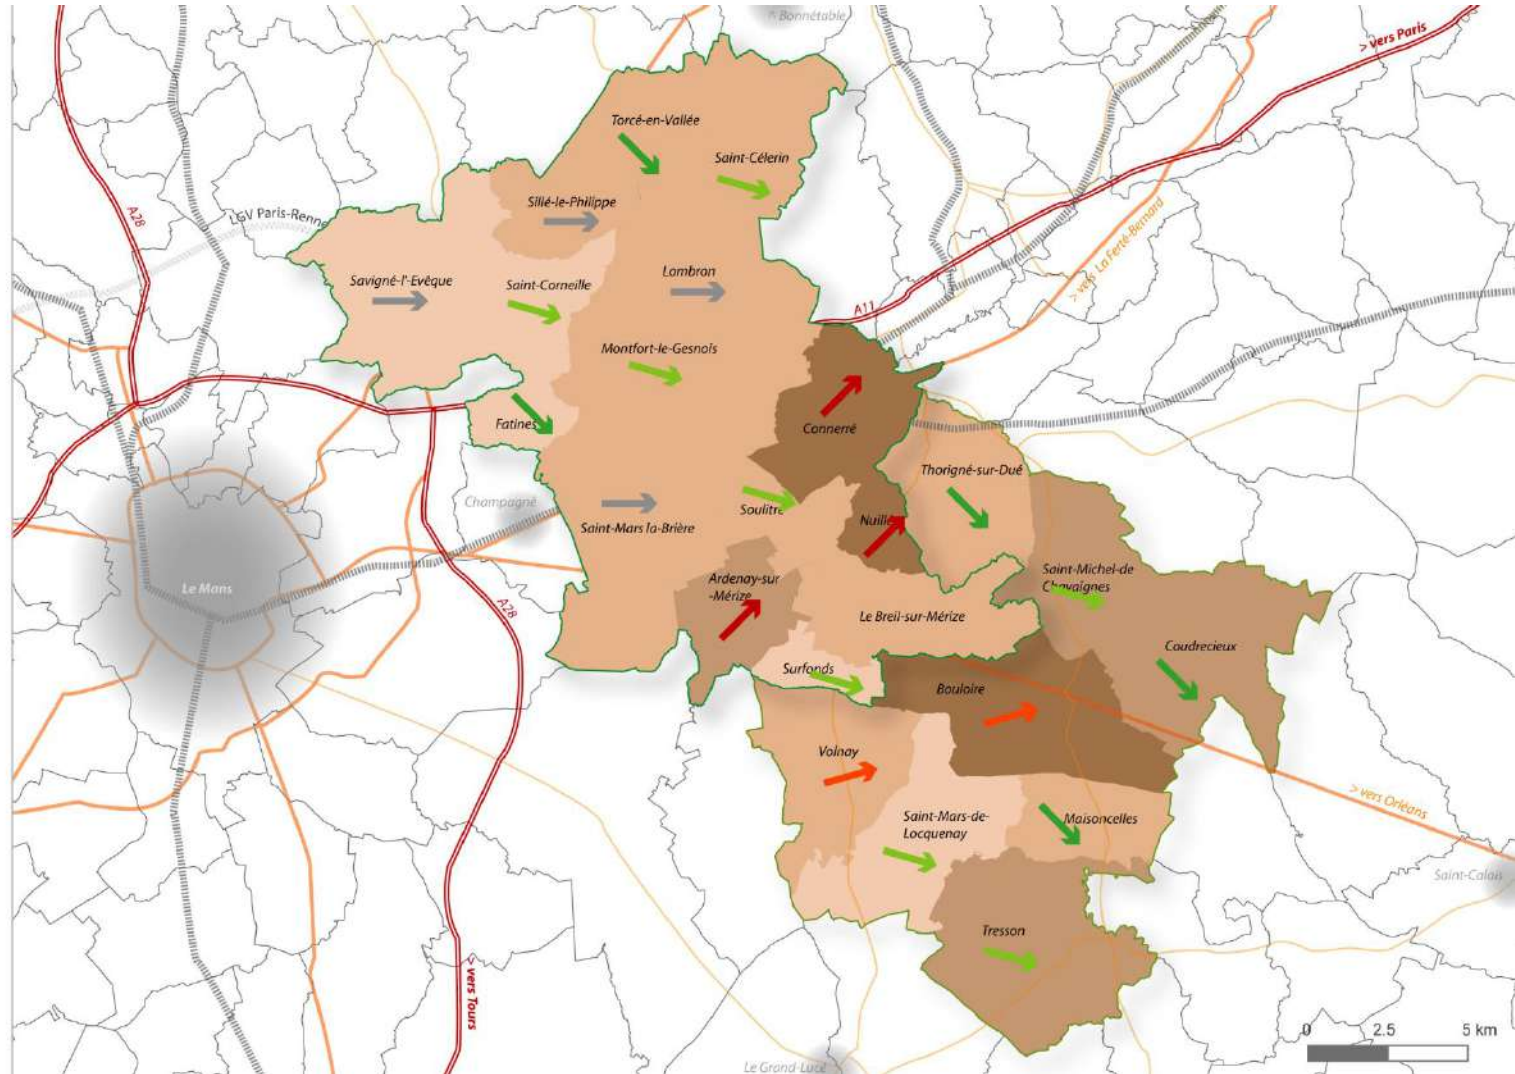 Bonnétable
> vers Paris
Torcé-en-Vallée
Saint-Célerin
A28
Sillé-le-Philippe
LGV Paris-Renne
> vers La Ferté-Bernard
Lombron
Savigné-l'-Evêque
Saint-Corneille
A11
Montfort-le-Gesnois
Fatines
Connerré
Thorigné-sur-Dué
Champagné
Soulitré
Saint-Mars la-Brière
Nuillé
Saint-Michel-de
Chavaignes
Ardenay-sur
-Mérize
Le Mans
A28
Le Breil-sur-Mérize
Coudrecieux
Surfonds
Bouloire
Volnay
> vers Orléans
Saint-Mars-de-
Locquenay
Maisoncelles
Saint-Calais
Tresson
> vers Tours
0 2.5 5 km
Le Grand-Lucé